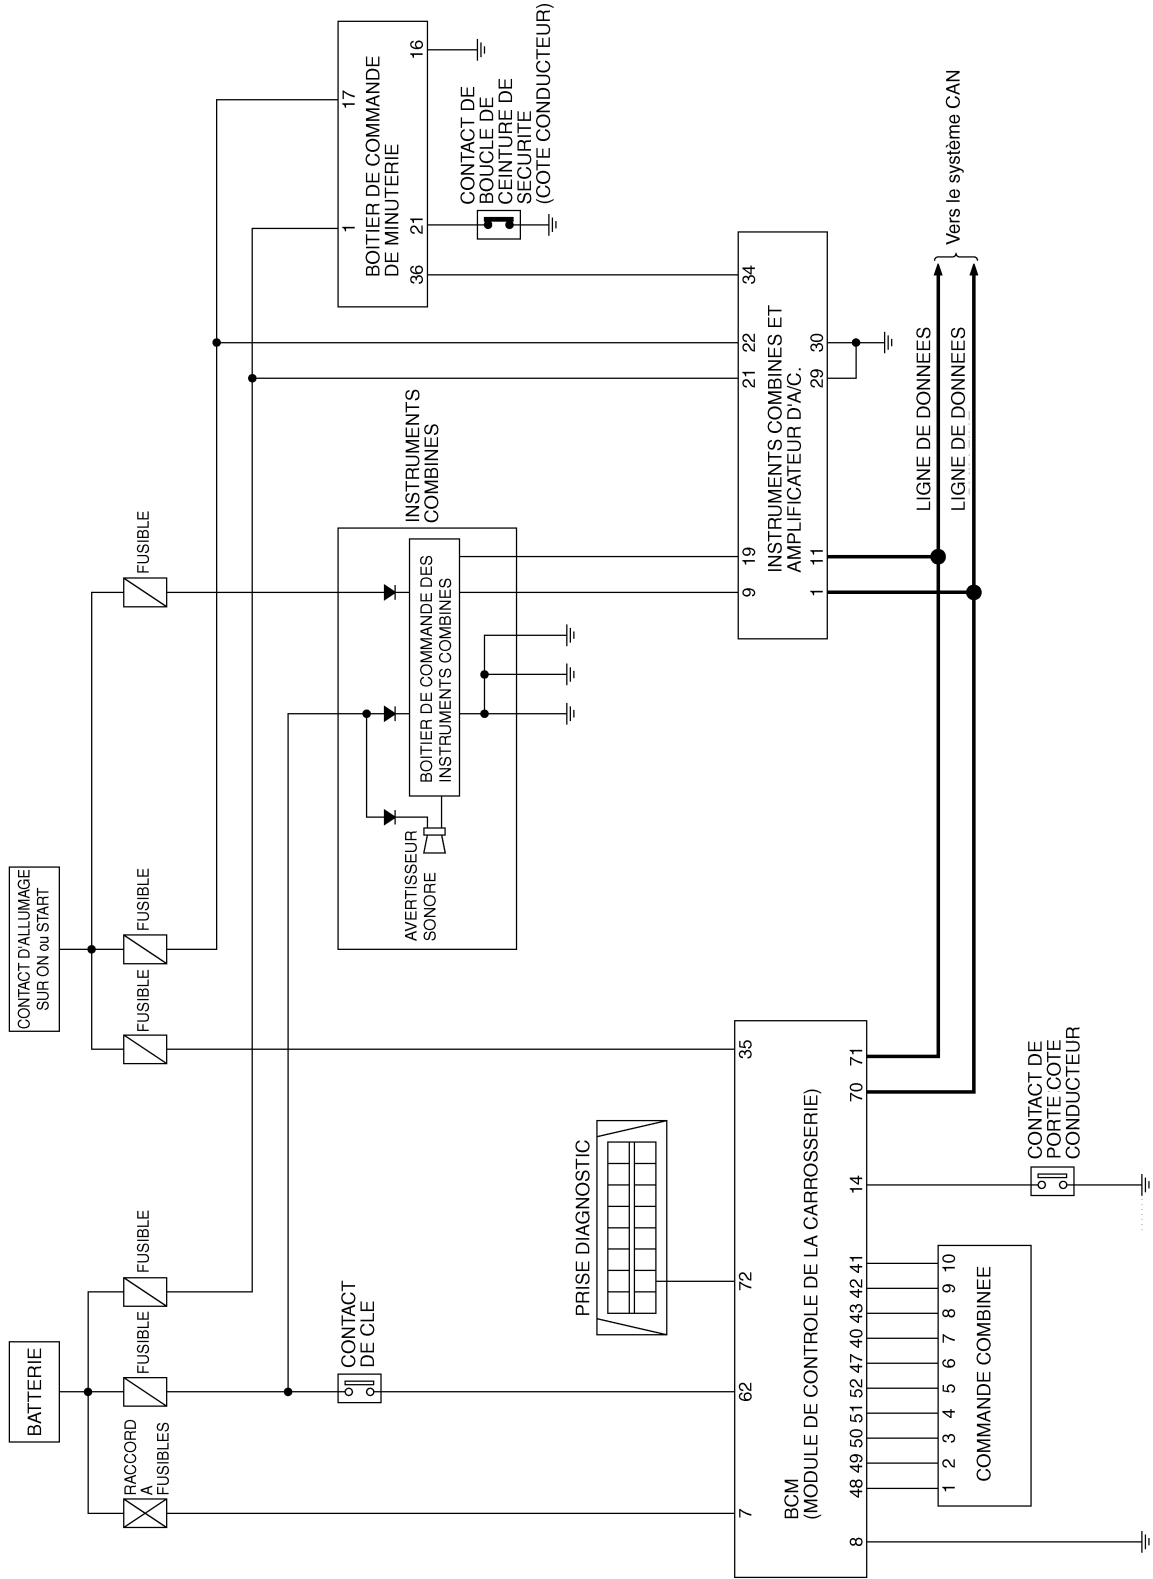 BATTERIE
CONTACT D'ALLUMAGE
SUR ON ou START
RACCORD
A
FUSIBLES
FUSIBLE
FUSIBLE
FUSIBLE
FUSIBLE
FUSIBLE
CONTACT
DE CLE
PRISE DIAGNOSTIC
AVERTISSEUR
SONORE
BOITIER DE COMMANDE DES
INSTRUMENTS COMBINES
INSTRUMENTS
COMBINES
1
17
BOITIER DE COMMANDE
DE MINUTERIE
36
21
16
CONTACT DE
BOUCLE DE
CEINTURE DE
SECURITE
(COTE CONDUCTEUR)
7
62
72
35
BCM
(MODULE DE CONTROLE DE LA CARROSSERIE)
8
48
49
50
51
52
47
40
43
42
41
14
70
71
1
2
3
4
5
6
7
8
9
10
COMMANDE COMBINEE
CONTACT DE
PORTE COTE
CONDUCTEUR
9
19
21
22
34
INSTRUMENTS COMBINES ET
AMPLIFICATEUR D'A/C.
1
11
29
30
LIGNE DE DONNEES
LIGNE DE DONNEES
Vers le système CAN